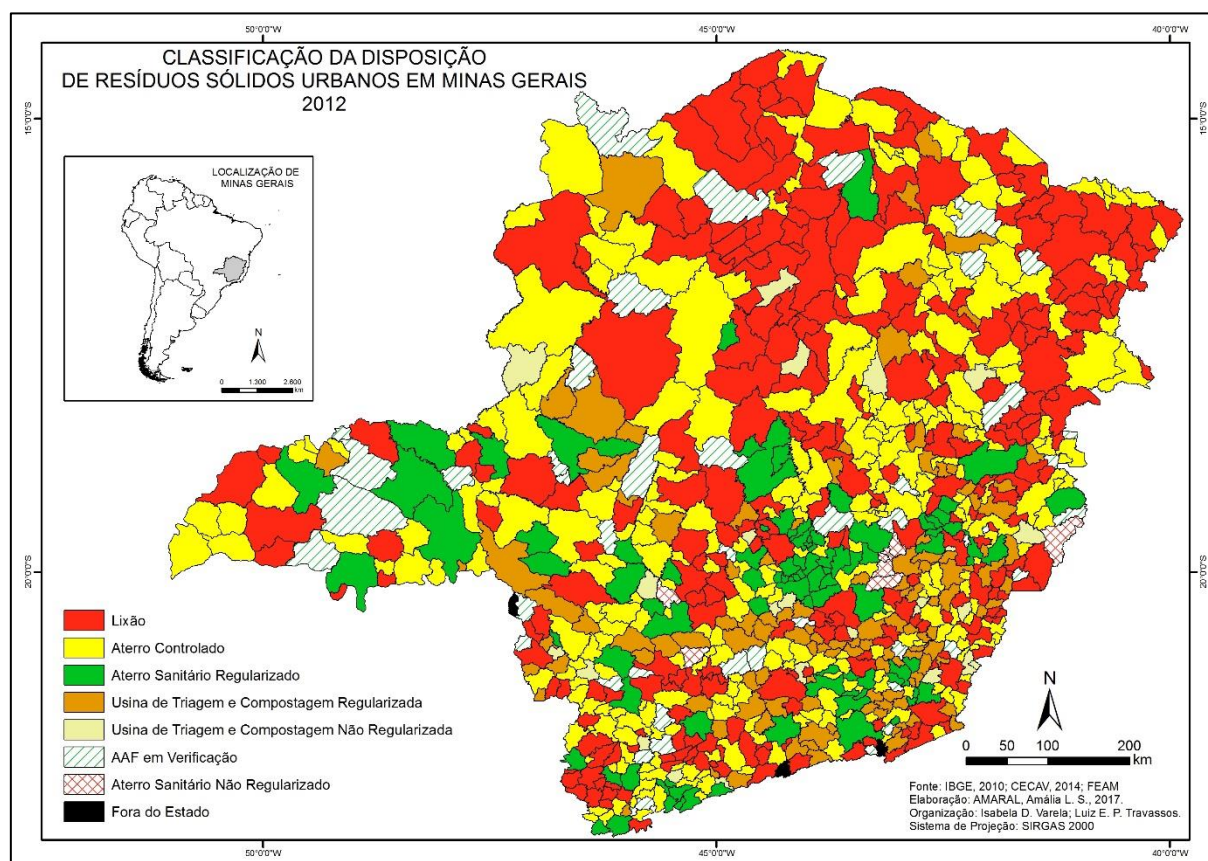 50°0'0"W
45°0'0"W
40°0'0"W
CLASSIFICAÇÃO DA DISPOSIÇÃO
DE RESÍDUOS SÓLIDOS URBANOS EM MINAS GERAIS
2012
15°0'0"S
15°0'0"S
LOCALIZAÇÃO DE
MINAS GERAIS
N
0 1.300 2.600
km
20°0'0"S
20°0'0"S
Lixão
Aterro Controlado
Aterro Sanitário Regularizado
Usina de Triagem e Compostagem Regularizada
Usina de Triagem e Compostagem Não Regularizada
AAF em Verificação
Aterro Sanitário Não Regularizado
Fora do Estado
N
0 50 100 200
km
Fonte: IBGE, 2010; CECAV, 2014; FEAM
Elaboração: AMARAL, Amália L. S., 2017.
Organização: Isabela D. Varela; Luiz E. P. Travassos.
Sistema de Projeção: SIRGAS 2000
50°0'0"W
45°0'0"W
40°0'0"W